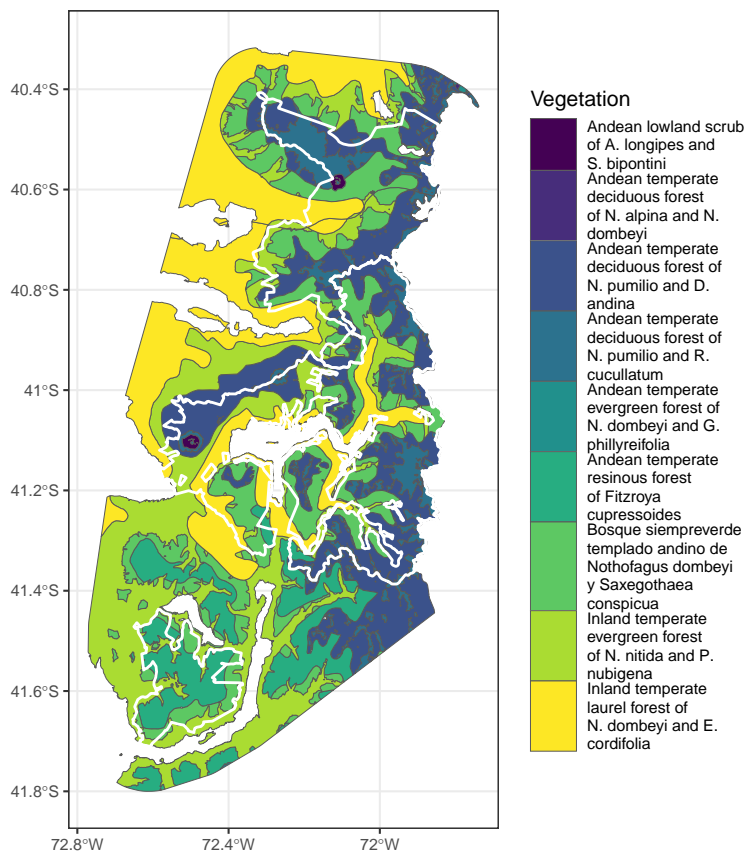 40.4°S
40.6°S
40.8°S
41°S
41.2°S
41.4°S
41.6°S
41.8°S
72.8°W
72.4°W
72°W
Vegetation
Andean lowland scrub
of A. longipes and
S. bipontini
Andean temperate
deciduous forest
of N. alpina and N.
dombeyi
Andean temperate
deciduous forest of
N. pumilio and D.
andina
Andean temperate
deciduous forest of
N. pumilio and R.
cucullatum
Andean temperate
evergreen forest of
N. dombeyi and G.
phillyreifolia
Andean temperate
resinous forest
of Fitzroya
cupressoides
Bosque siempreverde
templado andino de
Nothofagus dombeyi
y Saxegothaea
conspicua
Inland temperate
evergreen forest
of N. nitida and P.
nubigena
Inland temperate
laurel forest of
N. dombeyi and E.
cordifolia